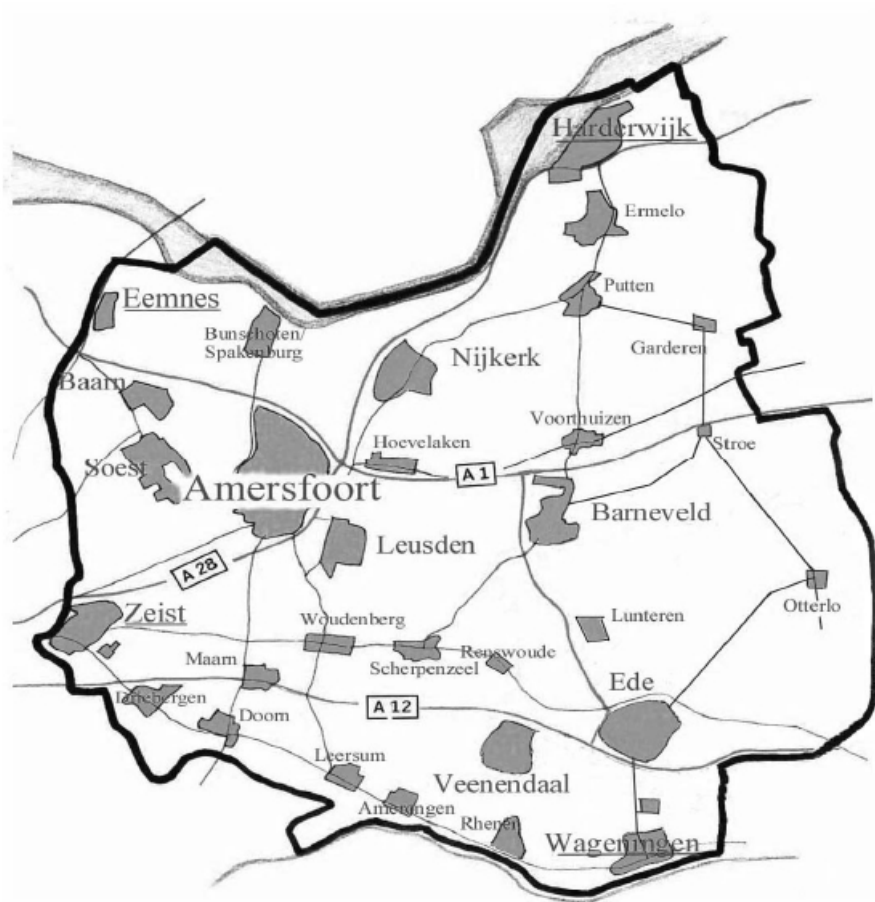 Harderwijk
Ermelo
Putten
Eemnes
Bunschoten/
Spakenburg
Garderen
Nijkerk
Baarn
Voorthuizen
Hoevelaken
Stroe
Soest
A 1
Amersfoort
Barneveld
Leusden
A 28
Zeist
Woudenberg
Lunteren
Otterlo
Maarn
Scherpenzeel
Renswoude
Driebergen
Ede
A 12
Doorn
Leersum
Veenendaal
Amerongen
Rhenen
Wageningen